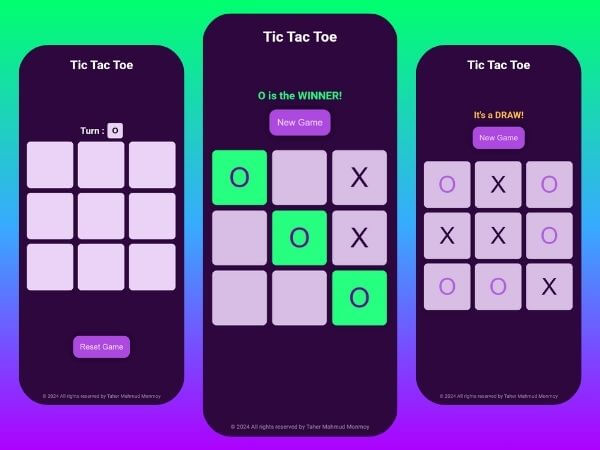 Tic Tac Toe
Turn : O
Reset Game
© 2024 All rights reserved by Taher Mahmud Monmoy
Tic Tac Toe
O is the WINNER!
New Game
O X
O X
O
© 2024 All rights reserved by Taher Mahmud Monmoy
Tic Tac Toe
It's a DRAW!
New Game
O X O
X X O
O O X
© 2024 All rights reserved by Taher Mahmud Monmoy